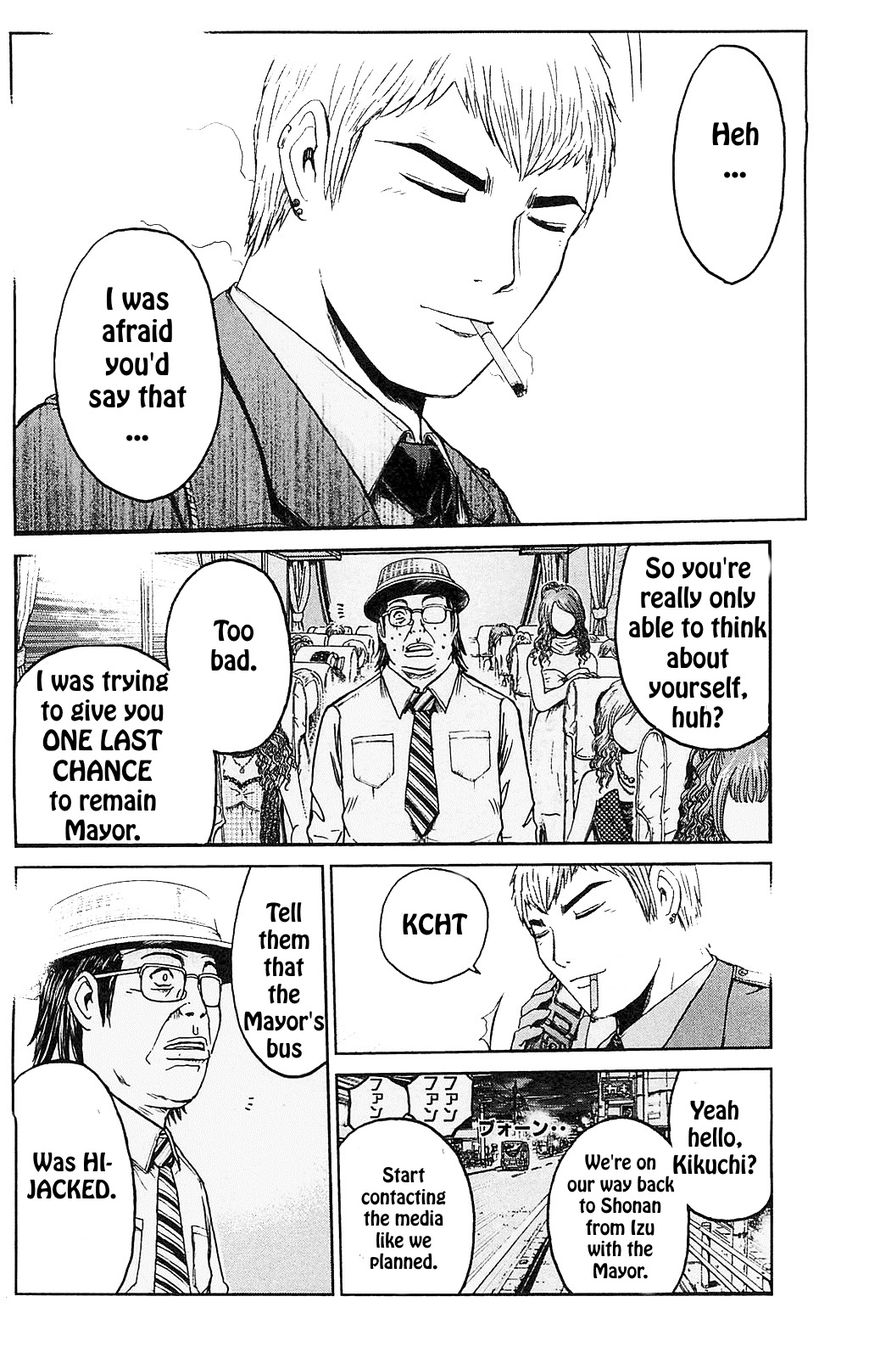 Heh
...
I was
afraid
you'd
say that
...
So you're
really only
able to think
about
yourself,
huh?
Too
bad.
I was trying
to give you
ONE LAST
CHANCE
to remain
Mayor.
KCHT
Yeah
hello,
Kikuchi?
We're on
our way back
to Shonan
from Izu
with the
Mayor.
ファン
ファン
ファン
フォーン・・
Start
contacting
the media
like we
planned.
Tell
them
that
the
Mayor's
bus
Was HI-
JACKED.